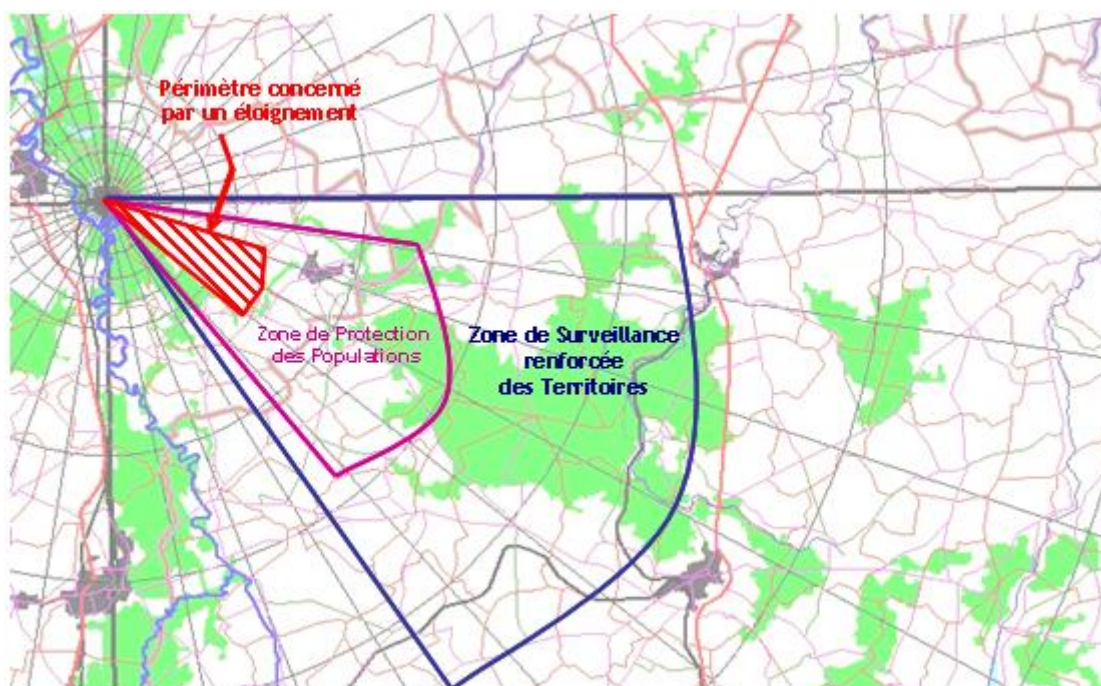 Périmètre concerné
par un éloignement
Zone de Protection
des Populations
Zone de Surveillance
renforcée
des Territoires